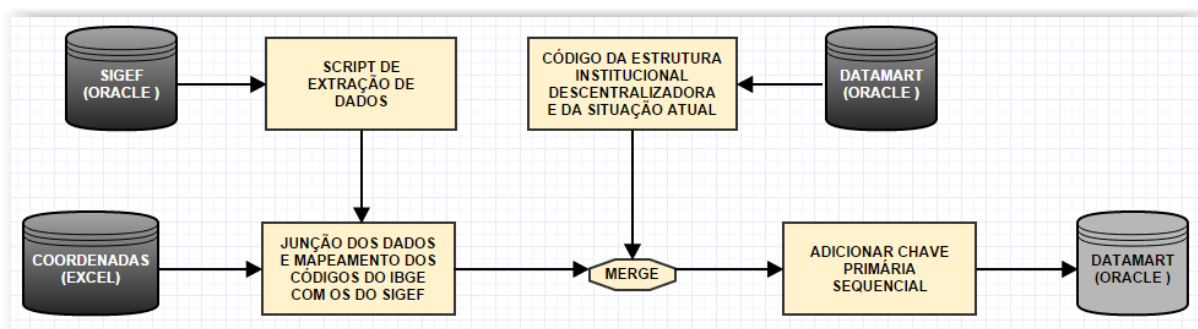 SIGEF
(ORACLE )
SCRIPT DE
EXTRAÇÃO DE
DADOS
CÓDIGO DA ESTRUTURA
INSTITUCIONAL
DESCENTRALIZADORA
E DA SITUAÇÃO ATUAL
DATAMART
(ORACLE )
COORDENADAS
(EXCEL)
JUNÇÃO DOS DADOS
E MAPEAMENTO DOS
CÓDIGOS DO IBGE
COM OS DO SIGEF
MERGE
ADICIONAR CHAVE
PRIMÁRIA
SEQUENCIAL
DATAMART
(ORACLE )